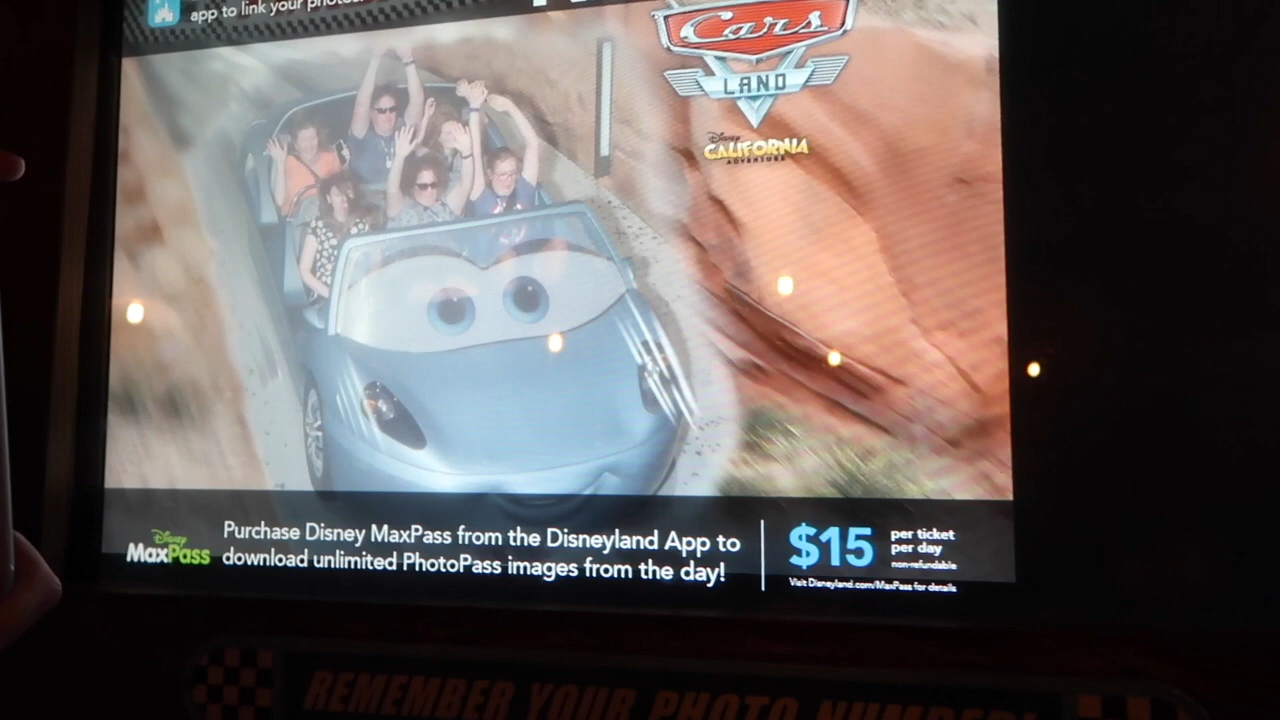 app to link your photos.
Cars
LAND
Disney
CALIFORNIA
ADVENTURE
Disney
MaxPass
Purchase Disney MaxPass from the Disneyland App to
download unlimited PhotoPass images from the day!
$15
per ticket
per day
non-refundable
Visit Disneyland.com/MaxPass for details
REMEMBER YOUR PHOTO NUMBER!